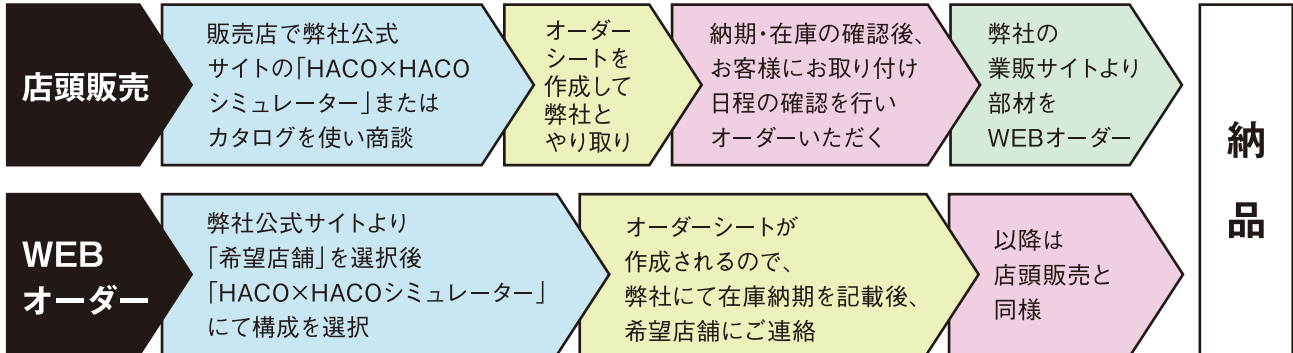 店頭販売
販売店で弊社公式
サイトの「HACO×HACO
シミュレーター」または
カタログを使い商談
オーダー
シートを
作成して
弊社と
やり取り
納期・在庫の確認後、
お客様にお取り付け
日程の確認を行い
オーダーいただく
弊社の
業販サイトより
部材を
WEBオーダー
WEB
オーダー
弊社公式サイトより
「希望店舗」を選択後
「HACO×HACOシミュレーター」
にて構成を選択
オーダーシートが
作成されるので、
弊社にて在庫納期を記載後、
希望店舗にご連絡
以降は
店頭販売と
同様
納品